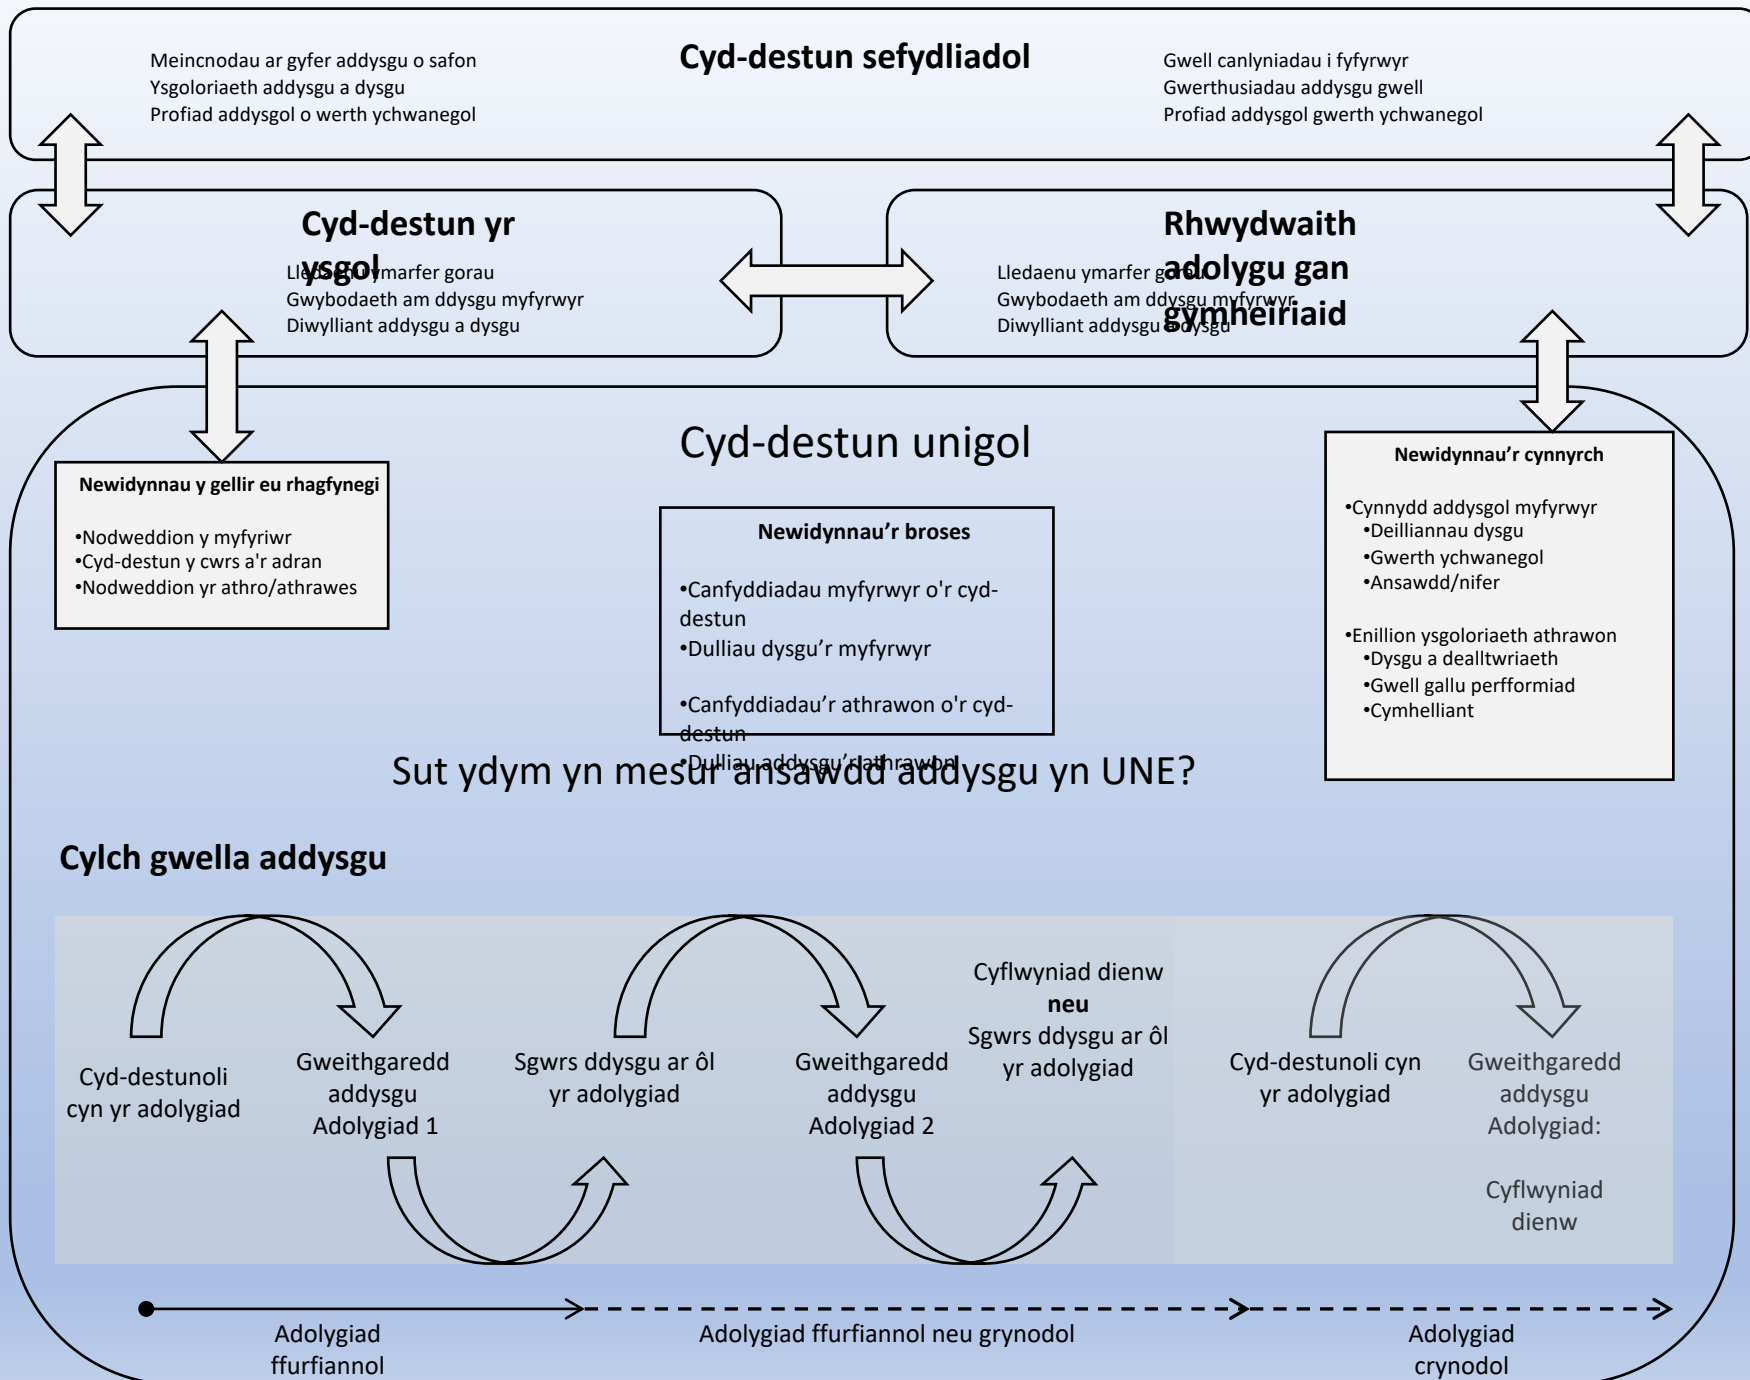 Cyd-destun sefydliadol
Meincnodau ar gyfer addysgu o safon
Ysgoloriaeth addysgu a dysgu
Profiad addysgol o werth ychwanegol
Gwell canlyniadau i fyfyrwyr
Gwerthusiadau addysgu gwell
Profiad addysgol gwerth ychwanegol
Cyd-destun yr
ysgol
Lledaenu ymarfer gorau
Gwybodaeth am ddysgu myfyrwyr
Diwylliant addysgu a dysgu
Rhwydwaith
adolygu gan
gymheiriaid
Lledaenu ymarfer gorau
Gwybodaeth am ddysgu myfyrwyr
Diwylliant addysgu a dysgu
Cyd-destun unigol
Newidynnau y gellir eu rhagfynegi
•Nodweddion y myfyriwr
•Cyd-destun y cwrs a'r adran
•Nodweddion yr athro/athrawes
Newidynnau’r broses
•Canfyddiadau myfyrwyr o'r cyd-
destun
•Dulliau dysgu’r myfyrwyr
•Canfyddiadau’r athrawon o'r cyd-
destun
•Dulliau addysgu’r athrawon
Newidynnau’r cynnyrch
•Cynnydd addysgol myfyrwyr
•Deilliannau dysgu
•Gwerth ychwanegol
•Ansawdd/nifer
•Enillion ysgoloriaeth athrawon
•Dysgu a dealltwriaeth
•Gwell gallu perfformiad
•Cymhelliant
Sut ydym yn mesur ansawdd addysgu yn UNE?
Cylch gwella addysgu
Cyd-destunoli
cyn yr adolygiad
Gweithgaredd
addysgu
Adolygiad 1
Sgwrs ddysgu ar ôl
yr adolygiad
Gweithgaredd
addysgu
Adolygiad 2
Cyflwyniad dienw
neu
Sgwrs ddysgu ar ôl
yr adolygiad
Cyd-destunoli cyn
yr adolygiad
Gweithgaredd
addysgu
Adolygiad:
Cyflwyniad
dienw
Adolygiad
ffurfiannol
Adolygiad ffurfiannol neu grynodol
Adolygiad
crynodol